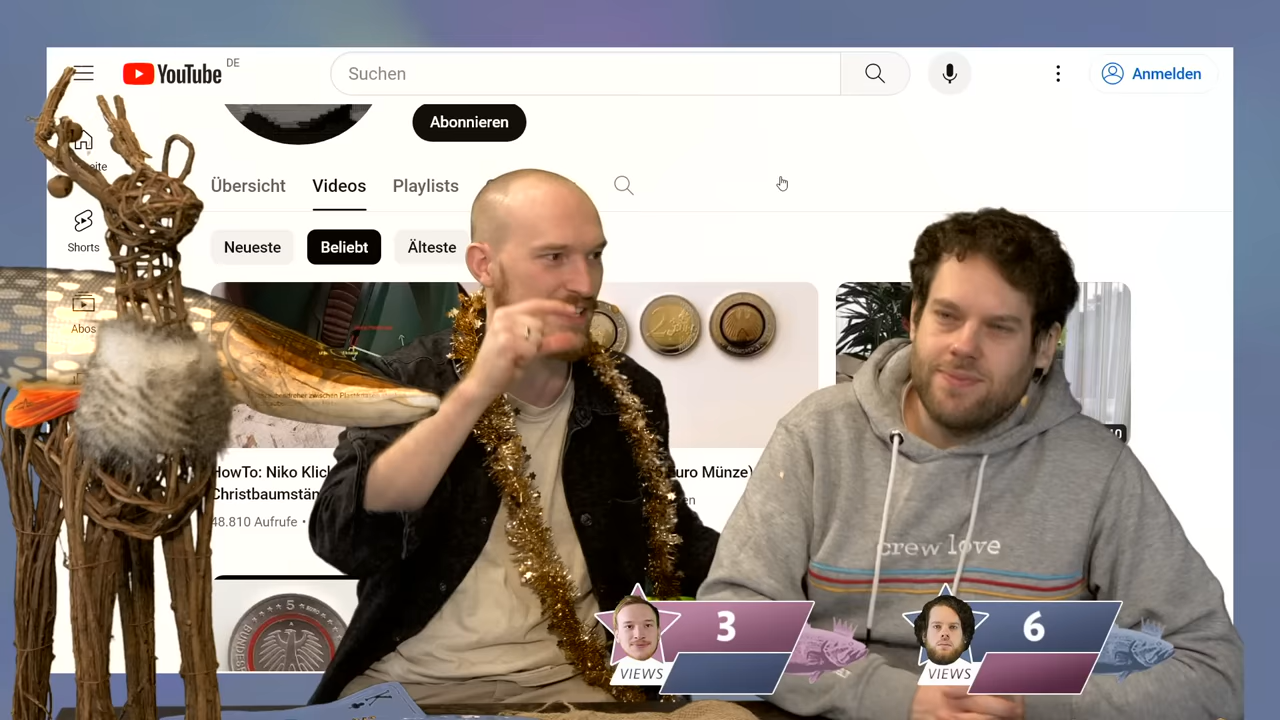 YouTube DE
Suchen
Anmelden
Abonnieren
Übersicht Videos Playlists
Shorts
Neueste Beliebt Älteste
Abos
HowTo: Niko
Christbaumstän
uro Münze)
48.810 Aufrufe •
crew love
5
3
VIEWS
6
VIEWS